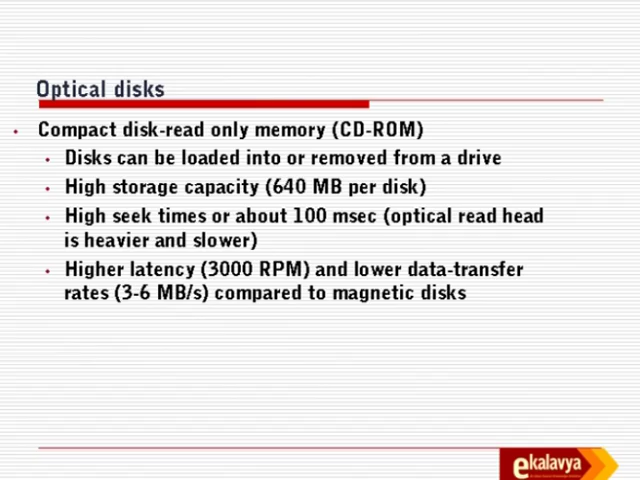 Optical disks
• Compact disk-read only memory (CD-ROM)
• Disks can be loaded into or removed from a drive
• High storage capacity (640 MB per disk)
• High seek times or about 100 msec (optical read head
is heavier and slower)
• Higher latency (3000 RPM) and lower data-transfer
rates (3-6 MB/s) compared to magnetic disks
ekalavya